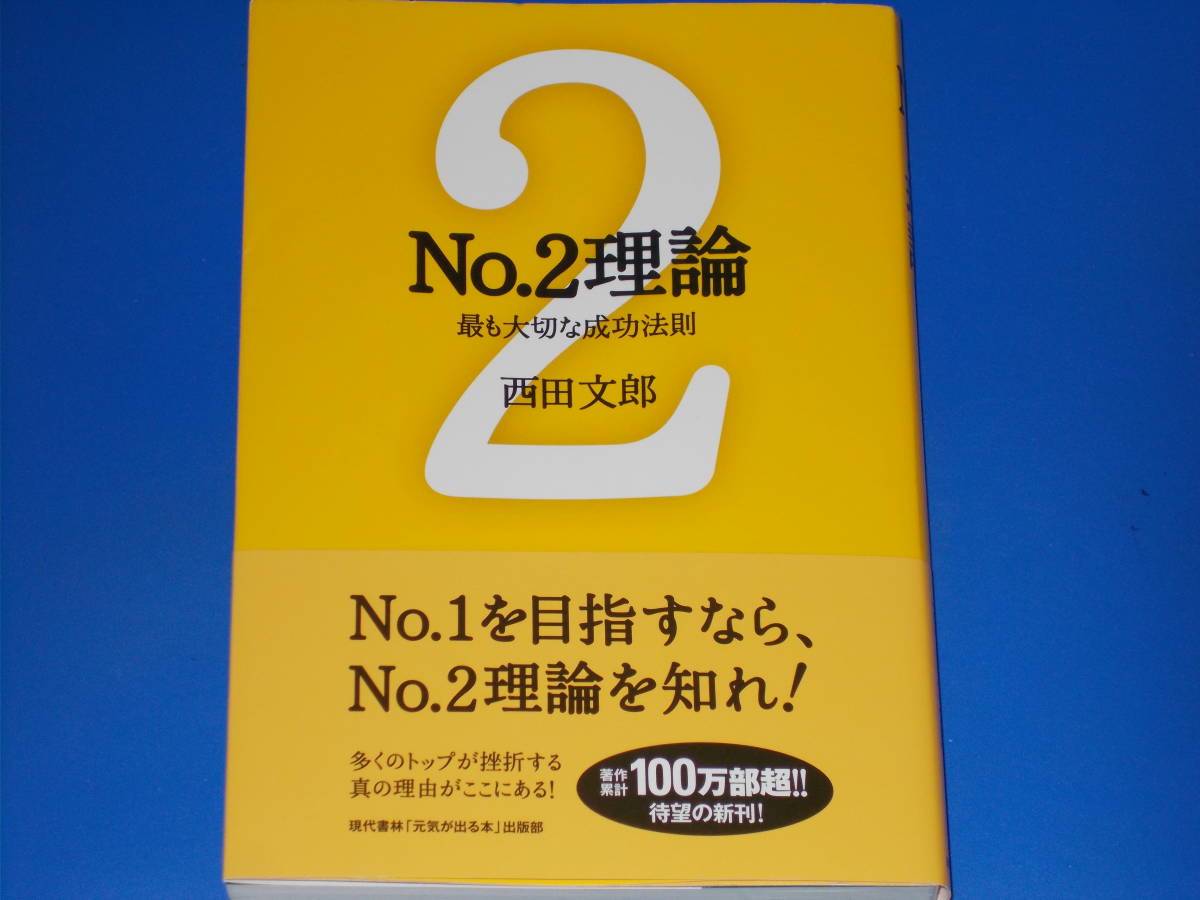 2
No.2理論
最も大切な成功法則
西田文郎
No.1を目指すなら、
No.2理論を知れ!
多くのトップが挫折する
真の理由がここにある!
著作
累計
100万部超!!
待望の新刊!
現代書林「元気が出る本」出版部